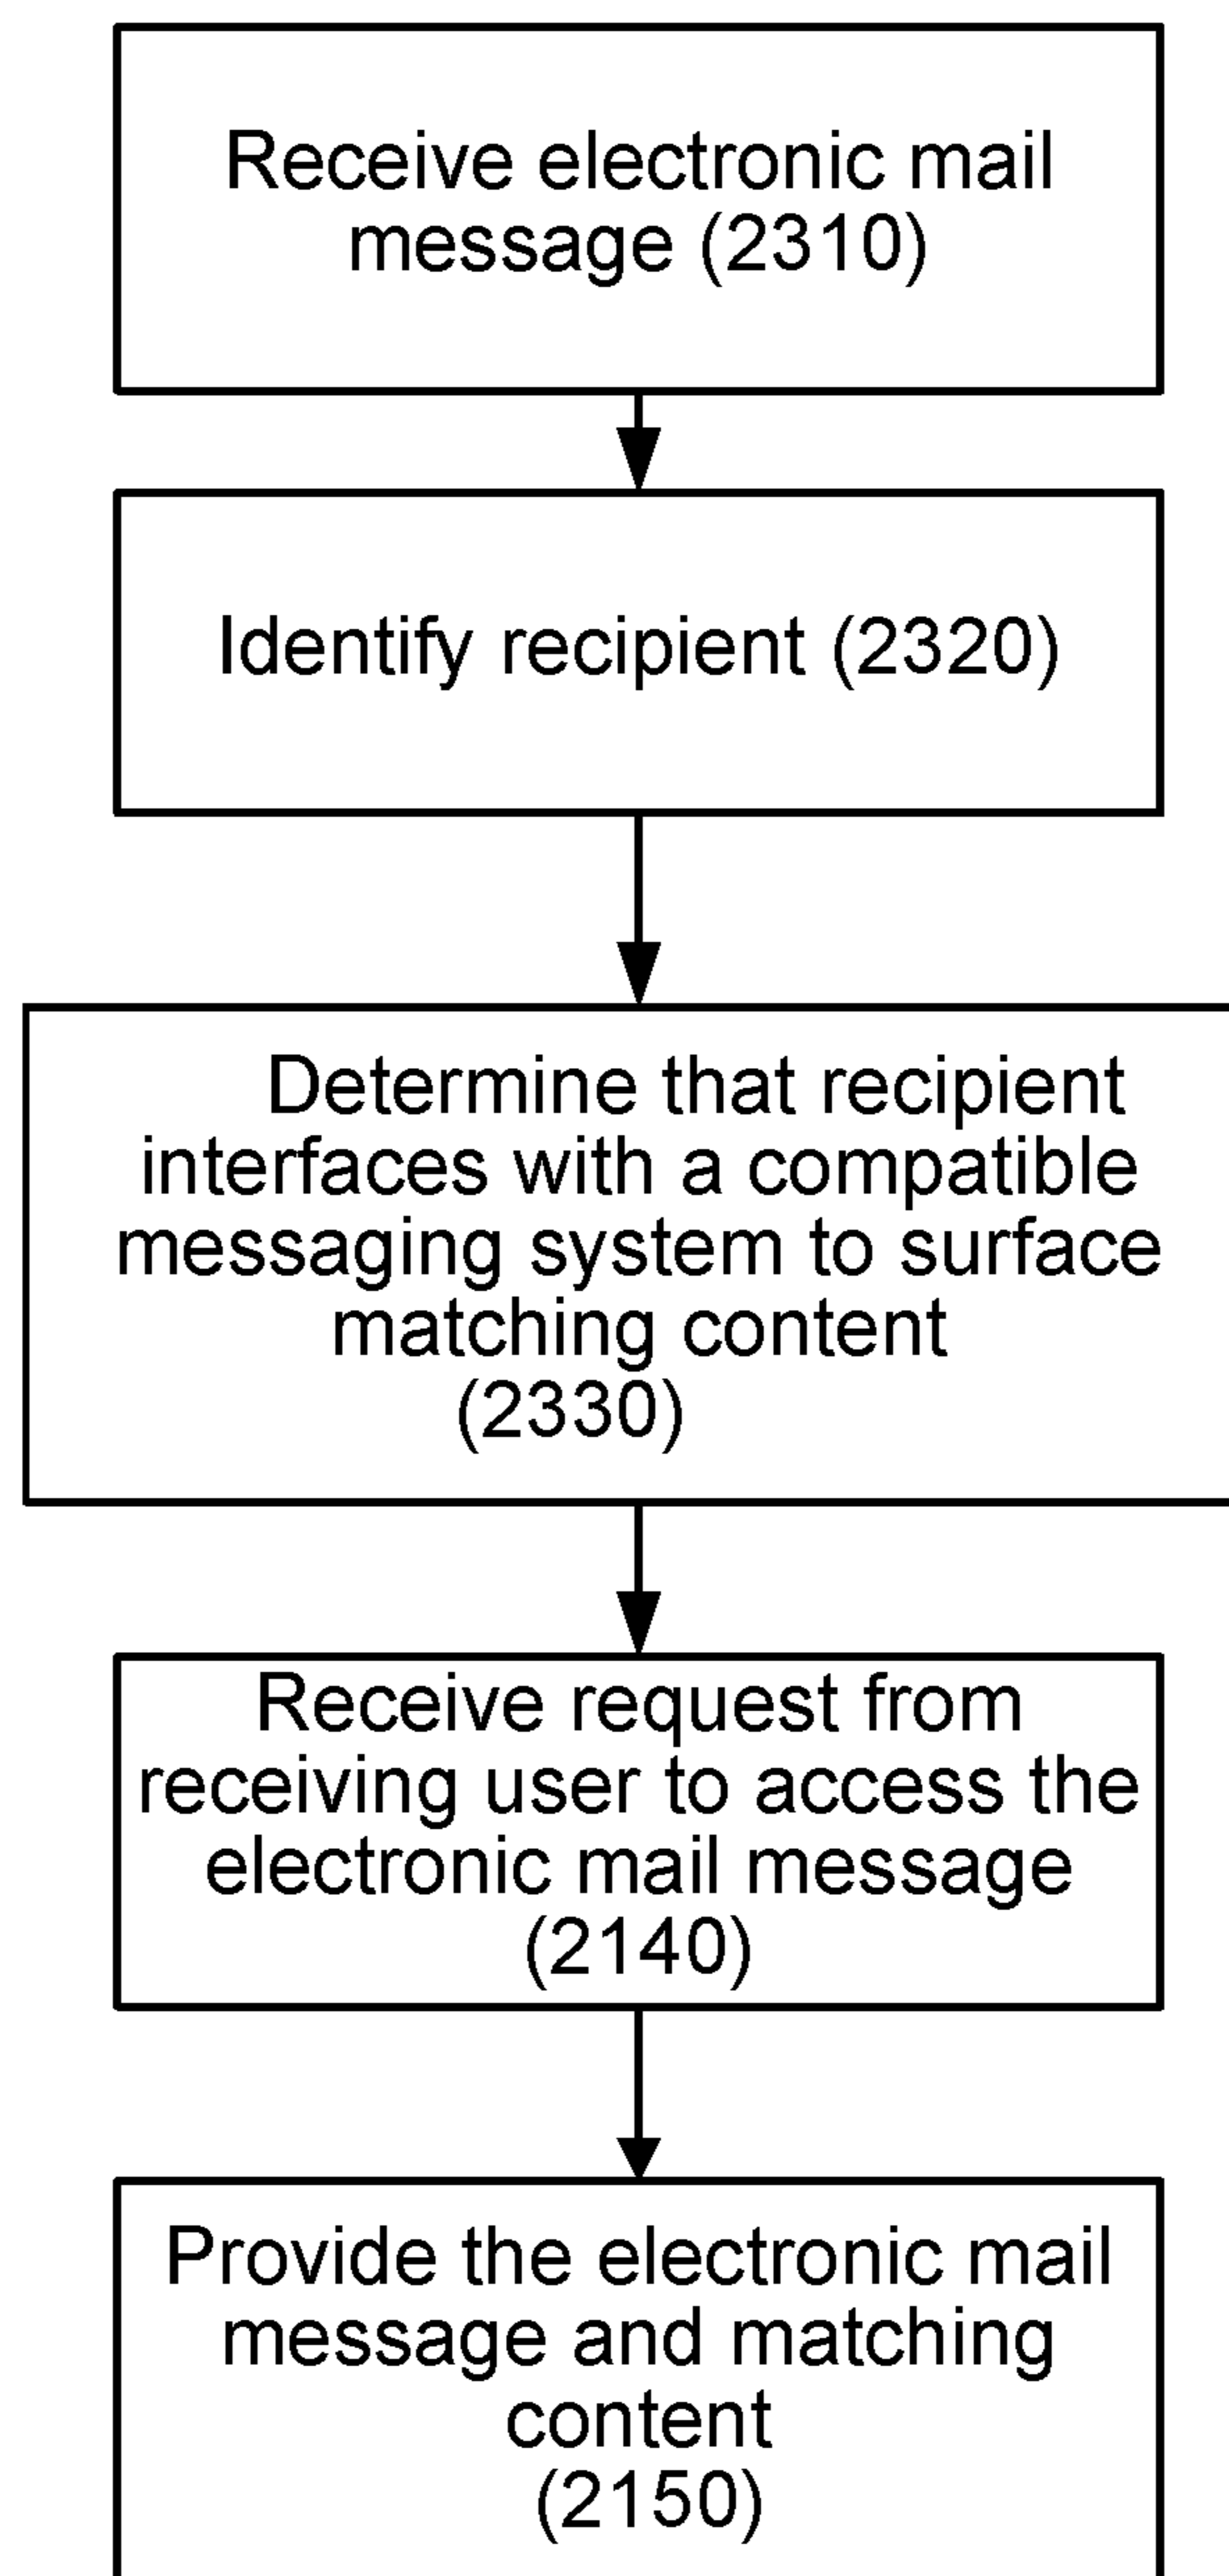 Receive electronic mail
message (2310)
Identify recipient (2320)
Determine that recipient
interfaces with a compatible
messaging system to surface
matching content
(2330)
Receive request from
receiving user to access the
electronic mail message
(2140)
Provide the electronic mail
message and matching
content
(2150)